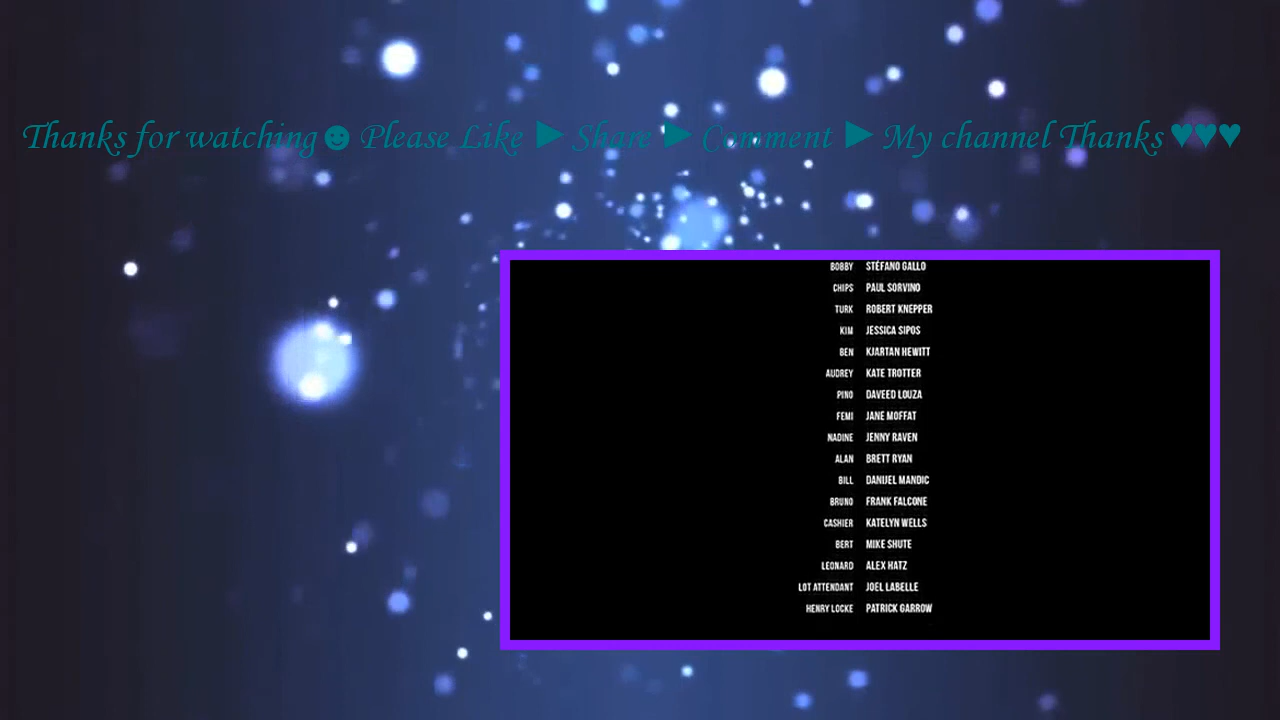 Thanks for watching☻Please Like ► Share ► Comment ► My channel Thanks ♥♥♥
BOBBY STÉFANO GALLO
CHIPS PAUL SORVINO
TURK ROBERT KNEPPER
KIM JESSICA SIPOS
BEN KJARTAN HEWITT
AUDREY KATE TROTTER
PINO DAVEED LOUZA
FEMI JANE MOFFAT
NADINE JENNY RAVEN
ALAN BRETT RYAN
BILL DANIJEL MANDIC
BRUNO FRANK FALCONE
CASHIER KATELYN WELLS
BERT MIKE SHUTE
LEONARD ALEX HATZ
LOT ATTENDANT JOEL LABELLE
HENRY LOCKE PATRICK GARROW